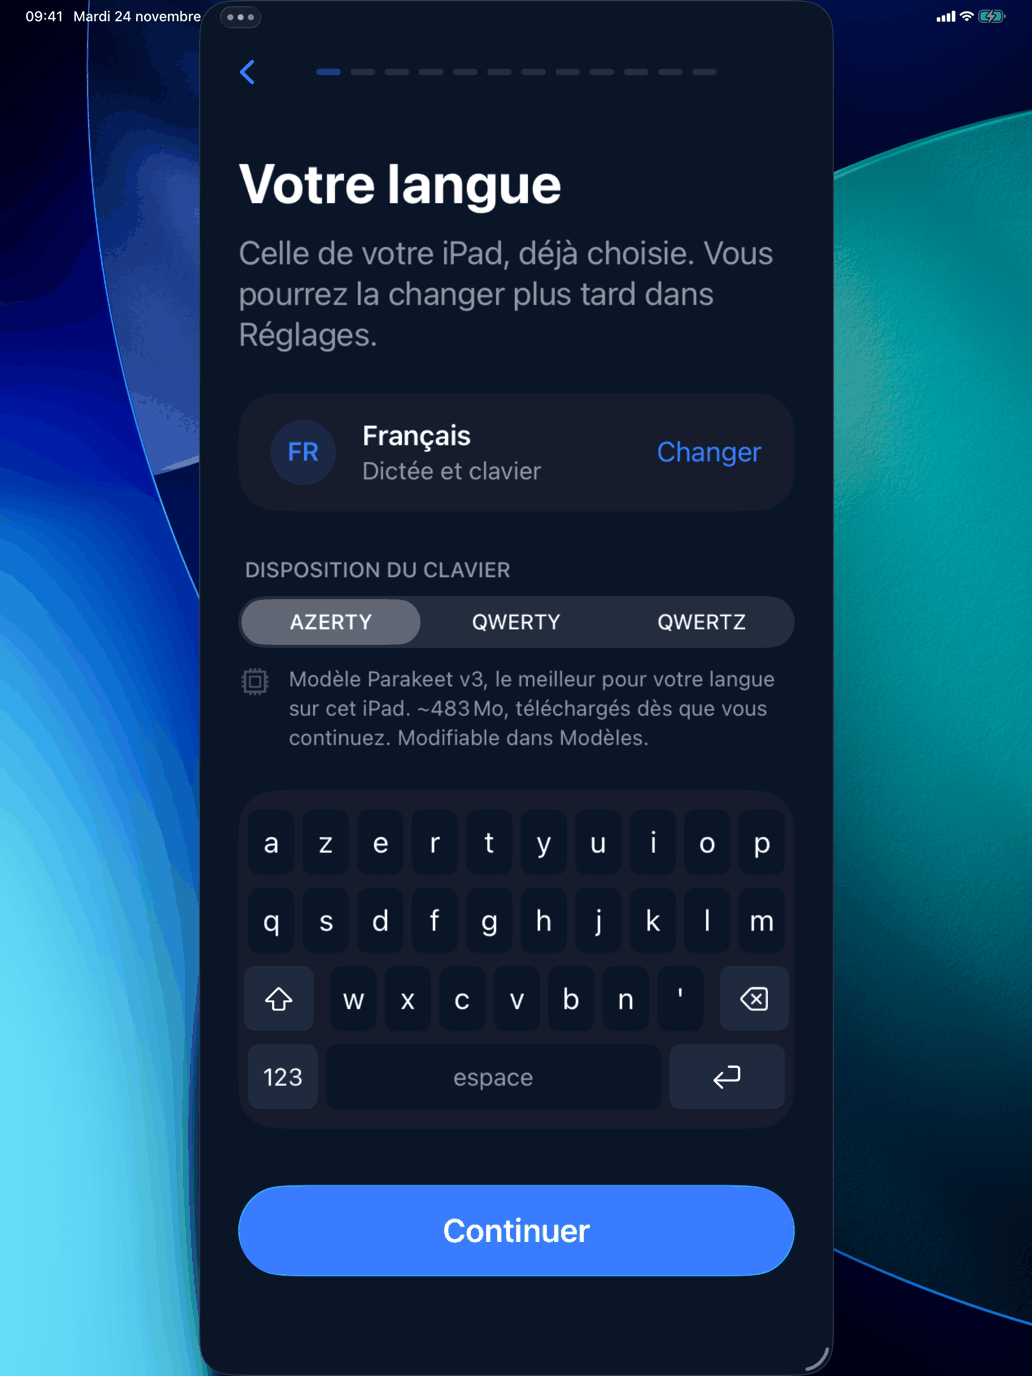 09:41 Mardi 24 novembre
Votre langue
Celle de votre iPad, déjà choisie. Vous
pourrez la changer plus tard dans
Réglages.
FR
Français
Dictée et clavier
Changer
DISPOSITION DU CLAVIER
AZERTY QWERTY QWERTZ
Modèle Parakeet v3, le meilleur pour votre langue
sur cet iPad. ~483 Mo, téléchargés dès que vous
continuez. Modifiable dans Modèles.
a z e r t y u i o p
q s d f g h j k l m
w x c v b n '
123 espace
Continuer